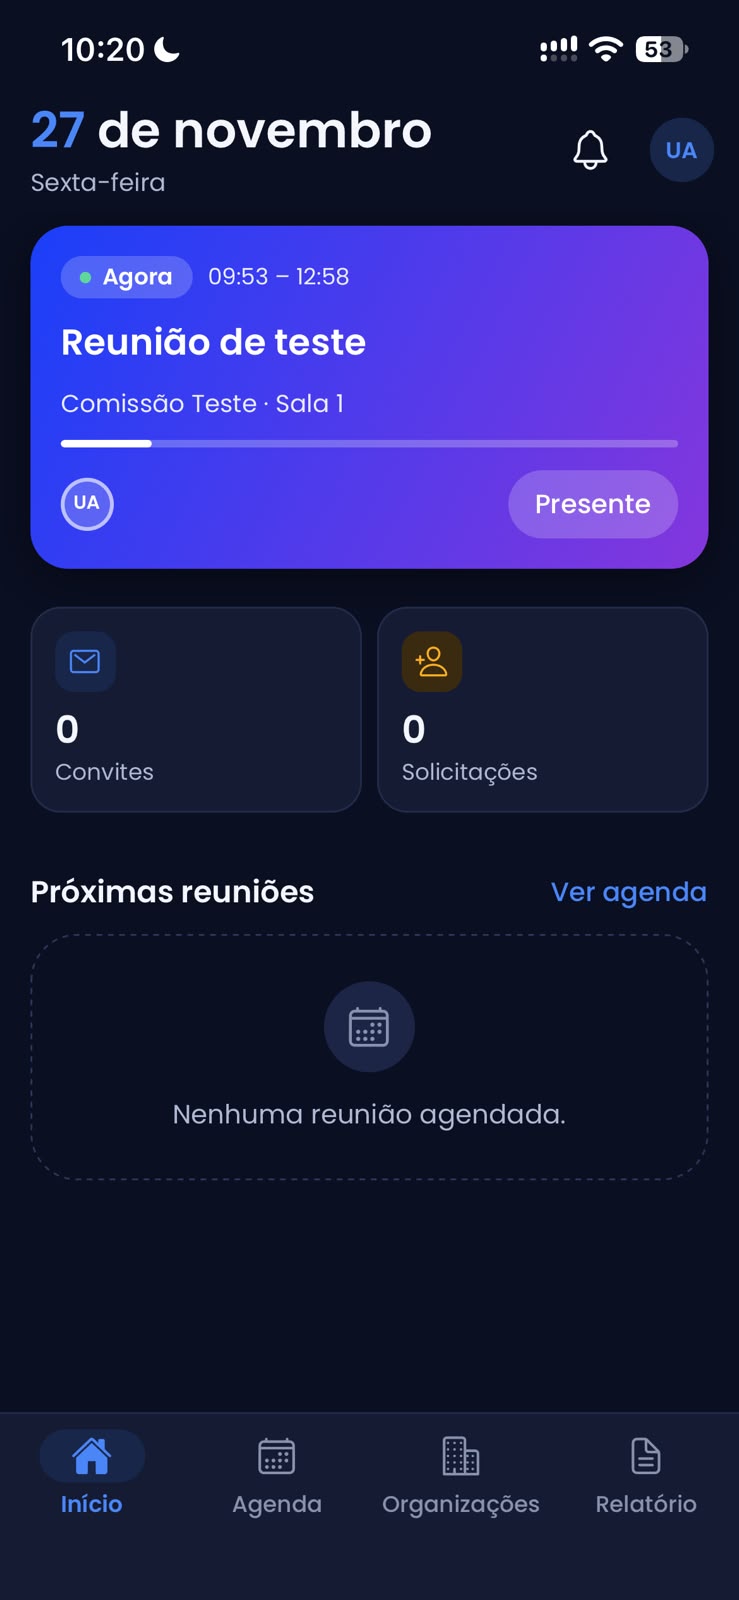 10:20
53
27 de novembro
Sexta-feira
UA
Agora 09:53 – 12:58
Reunião de teste
Comissão Teste · Sala 1
UA
Presente
0
Convites
0
Solicitações
Próximas reuniões
Ver agenda
Nenhuma reunião agendada.
Início
Agenda
Organizações
Relatório